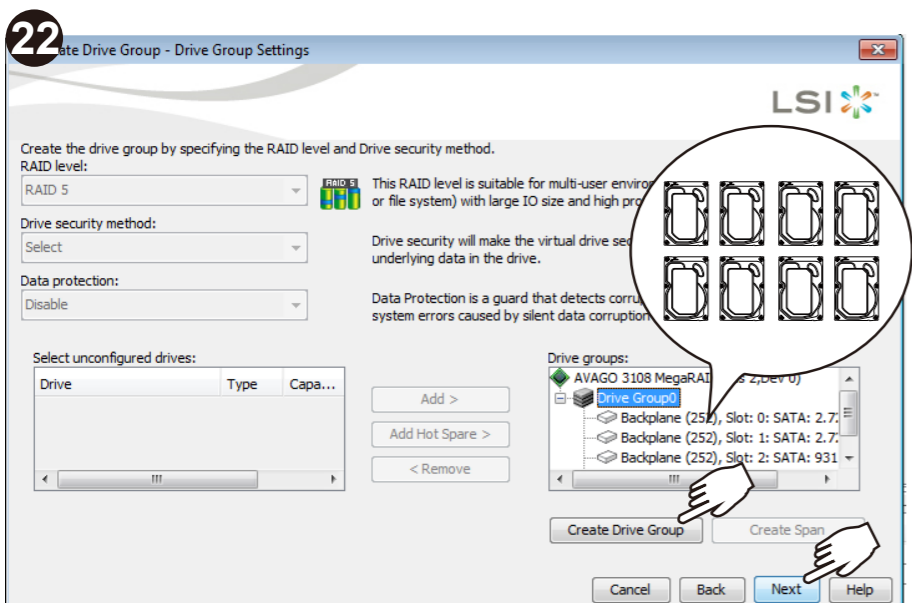 22
ate Drive Group - Drive Group Settings
LSI
Create the drive group by specifying the RAID level and Drive security method.
RAID level:
RAID 5
RAID 5
This RAID level is suitable for multi-user
or file system) with large IO size and high
Drive security method:
Select
Drive security will make the virtual drive
underlying data in the drive.
Data protection:
Disable
Data Protection is a guard that detects
system errors caused by silent data corruption
Select unconfigured drives:
Drive Type Capa...
Add >
Add Hot Spare >
< Remove
Drive groups:
AVAGO 3108 2,Dev 0)
Drive Group0
Backplane (252), Slot: 0: SATA: 2.7
Backplane (252), Slot: 1: SATA: 2.7
Backplane (252), Slot: 2: SATA: 931
Create Drive Group
Create Span
Cancel Back Next Help